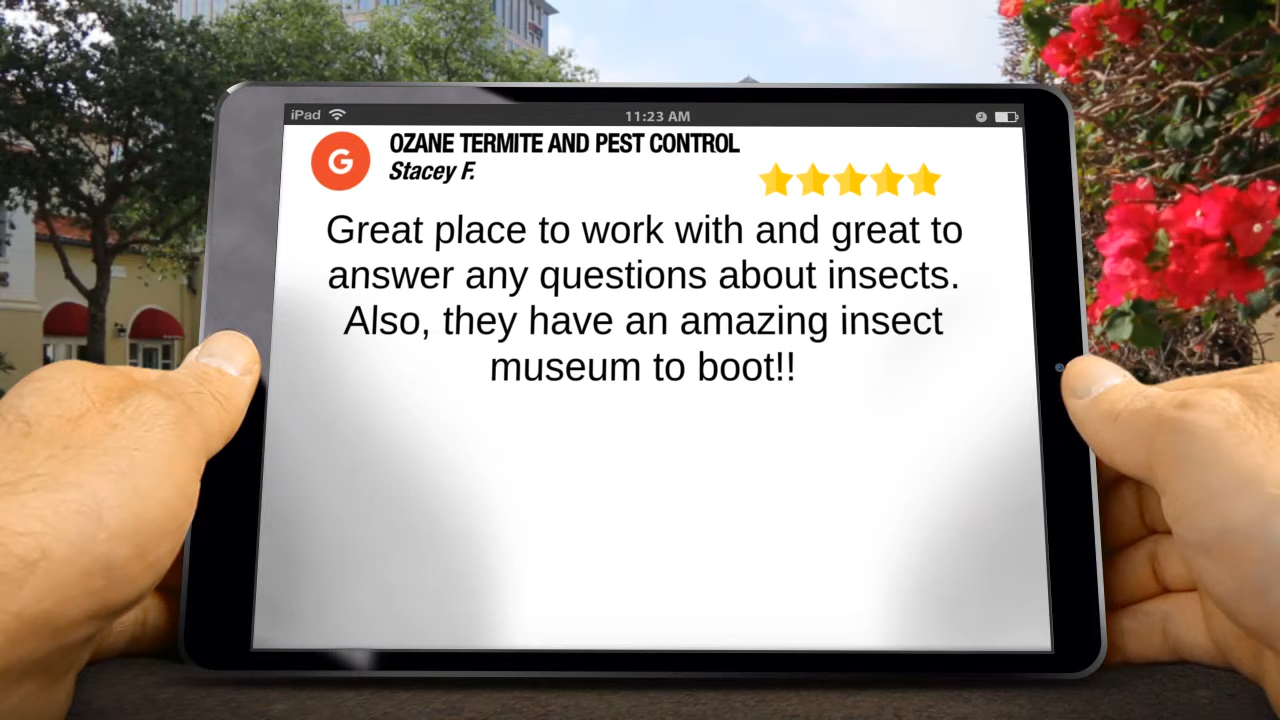 iPad 11:23 AM
G
OZANE TERMITE AND PEST CONTROL
Stacey F.
Great place to work with and great to
answer any questions about insects.
Also, they have an amazing insect
museum to boot!!